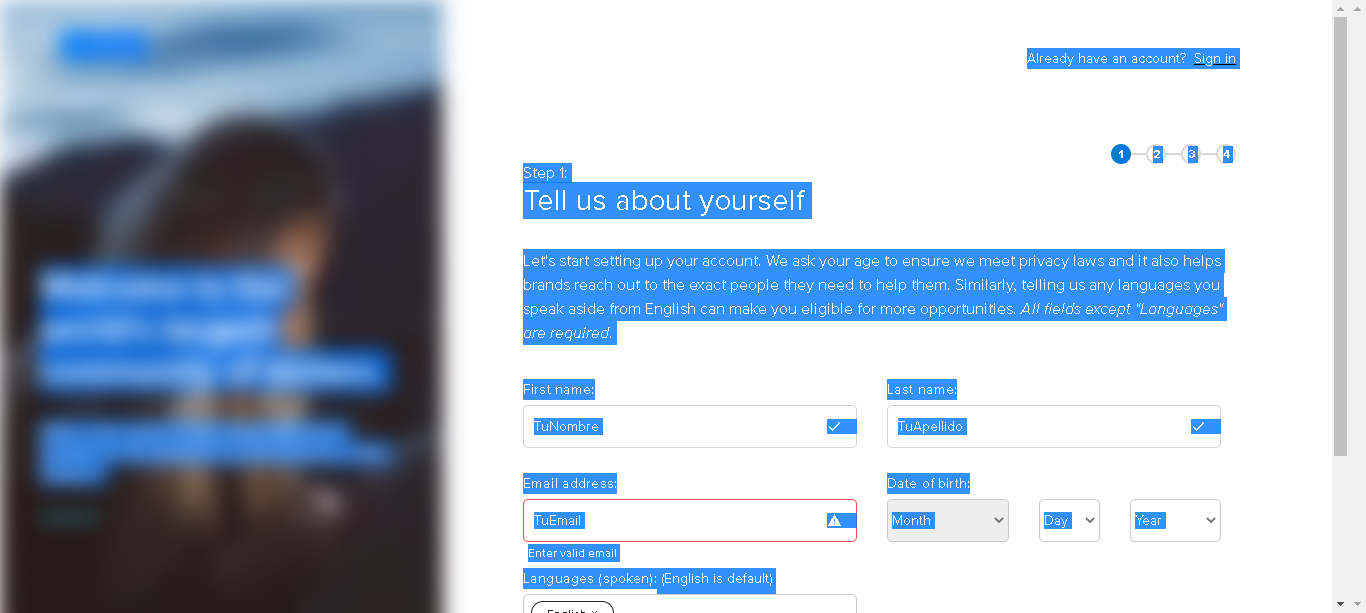 Already have an account? Sign in
1 2 3 4
Step 1:
Tell us about yourself
Let's start setting up your account. We ask your age to ensure we meet privacy laws and it also helps
brands reach out to the exact people they need to help them. Similarly, telling us any languages you
speak aside from English can make you eligible for more opportunities. All fields except "Languages"
are required.
First name: Last name:
TuNombre TuApellido
Email address: Date of birth:
TuEmail Month Day Year
Enter valid email
Languages (spoken): (English is default)
English ×